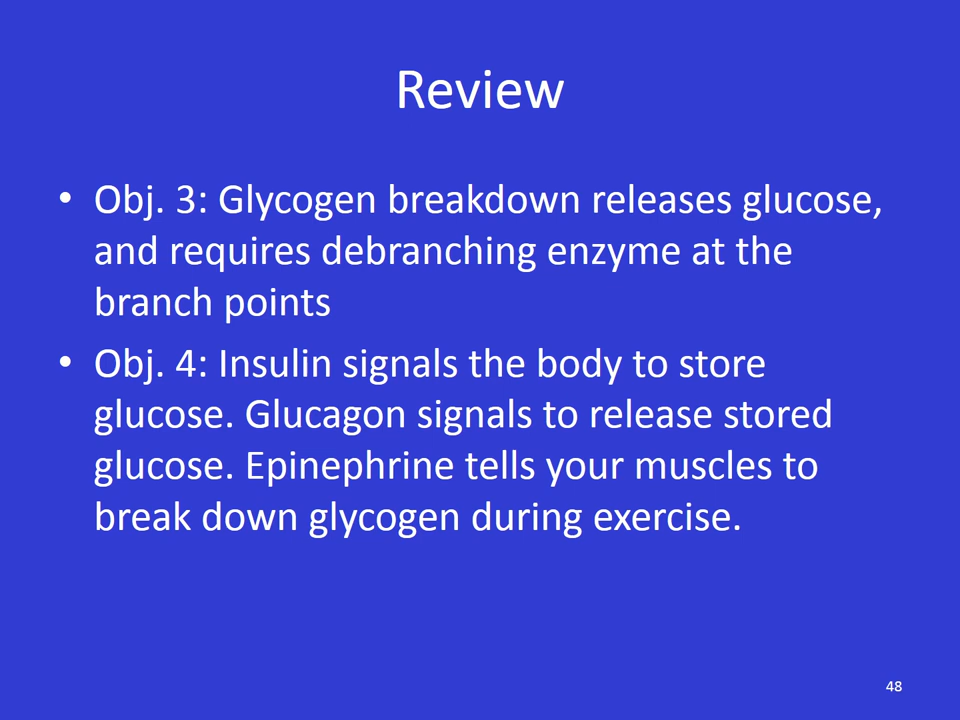 Review
• Obj. 3: Glycogen breakdown releases glucose,
and requires debranching enzyme at the
branch points
• Obj. 4: Insulin signals the body to store
glucose. Glucagon signals to release stored
glucose. Epinephrine tells your muscles to
break down glycogen during exercise.
48